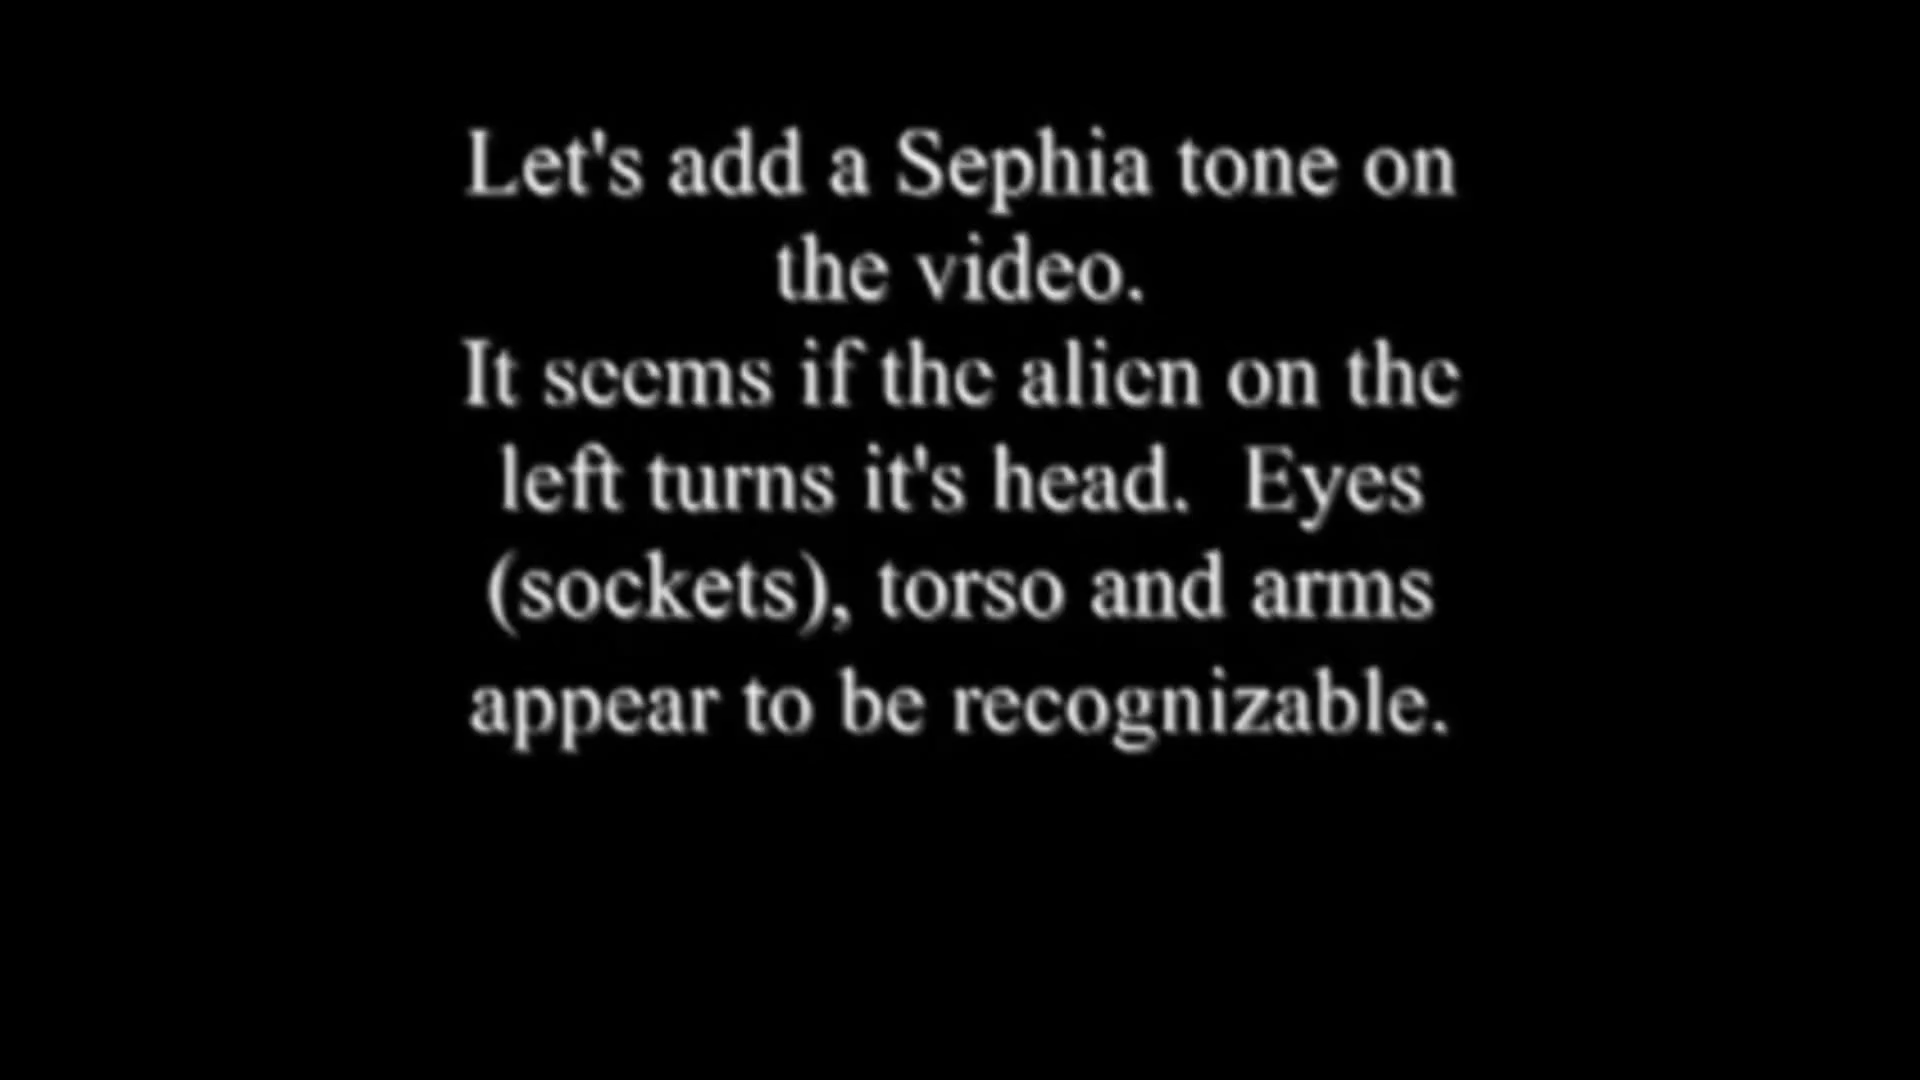 Let's add a Sephia tone on
the video.
It seems if the alien on the
left turns it's head.  Eyes
(sockets), torso and arms
appear to be recognizable.